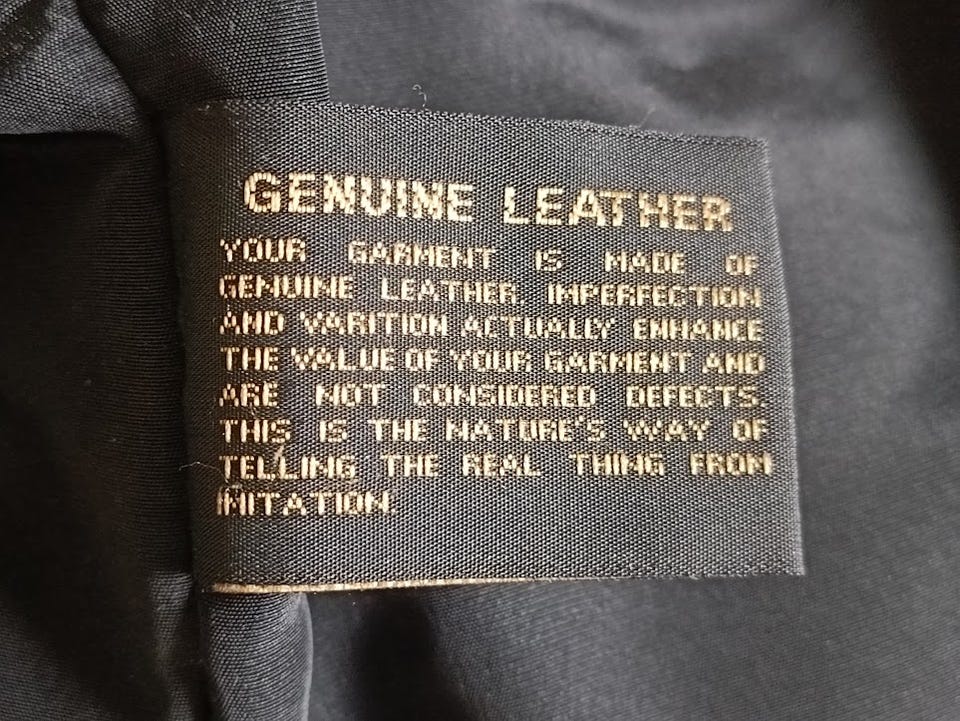 GENUINE LEATHER
YOUR GARMENT IS MADE OF
GENUINE LEATHER IMPERFECTION
AND VARITION ACTUALLY ENHANCE
THE VALUE OF YOUR GARMENT AND
ARE NOT CONSIDERED DEFECTS.
THIS IS THE NATURE'S WAY OF
TELLING THE REAL THING FROM
IMITATION.